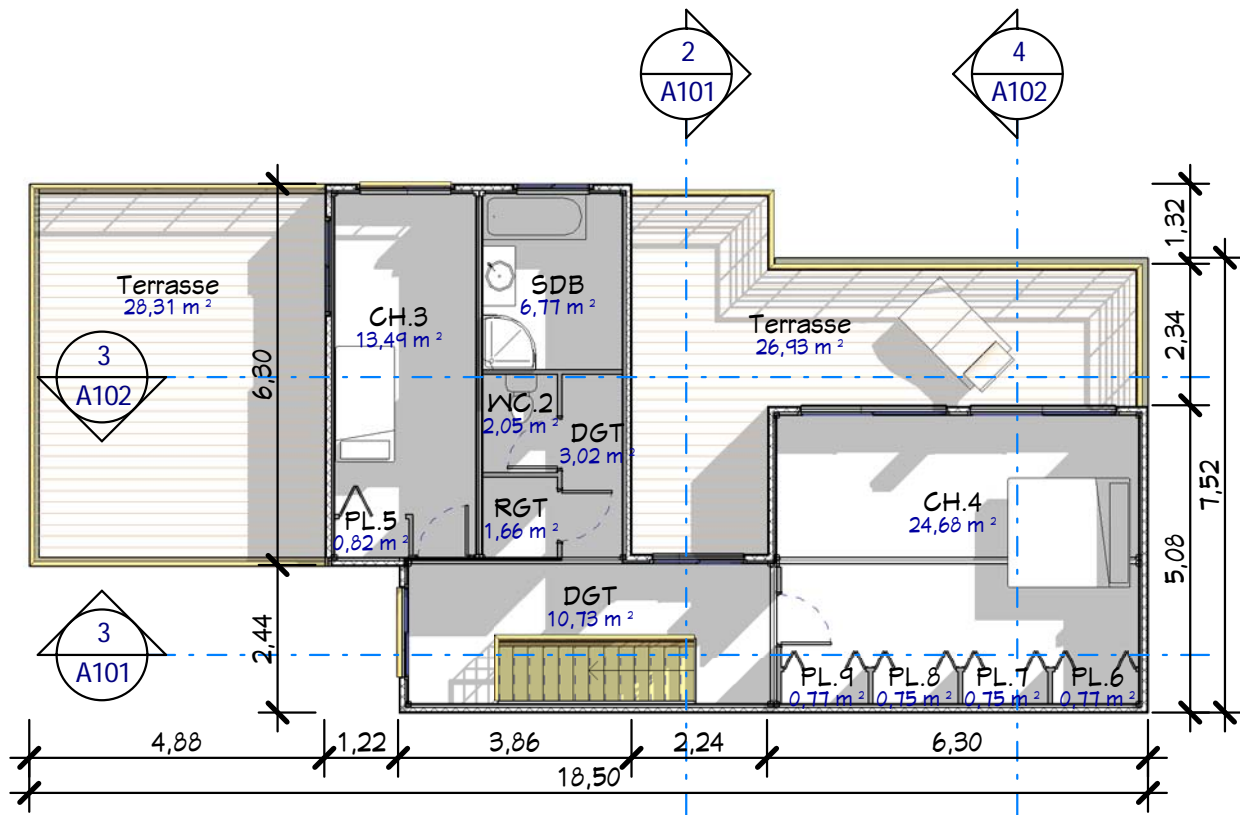 2
A101
4
A102
1,32
Terrasse
28,31 m²
SDB
6,77 m²
CH.3
13,49 m²
Terrasse
26,93 m²
2,34
3
A102
6,30
WC.2
2,05 m²
DGT
3,02 m²
7,52
CH.4
24,68 m²
RGT
1,66 m²
PL.5
0,82 m²
5,08
DGT
10,73 m²
2,44
3
A101
PL.9
0,77 m²
PL.8
0,75 m²
PL.7
0,75 m²
PL.6
0,77 m²
4,88
1,22
3,86
2,24
6,30
18,50